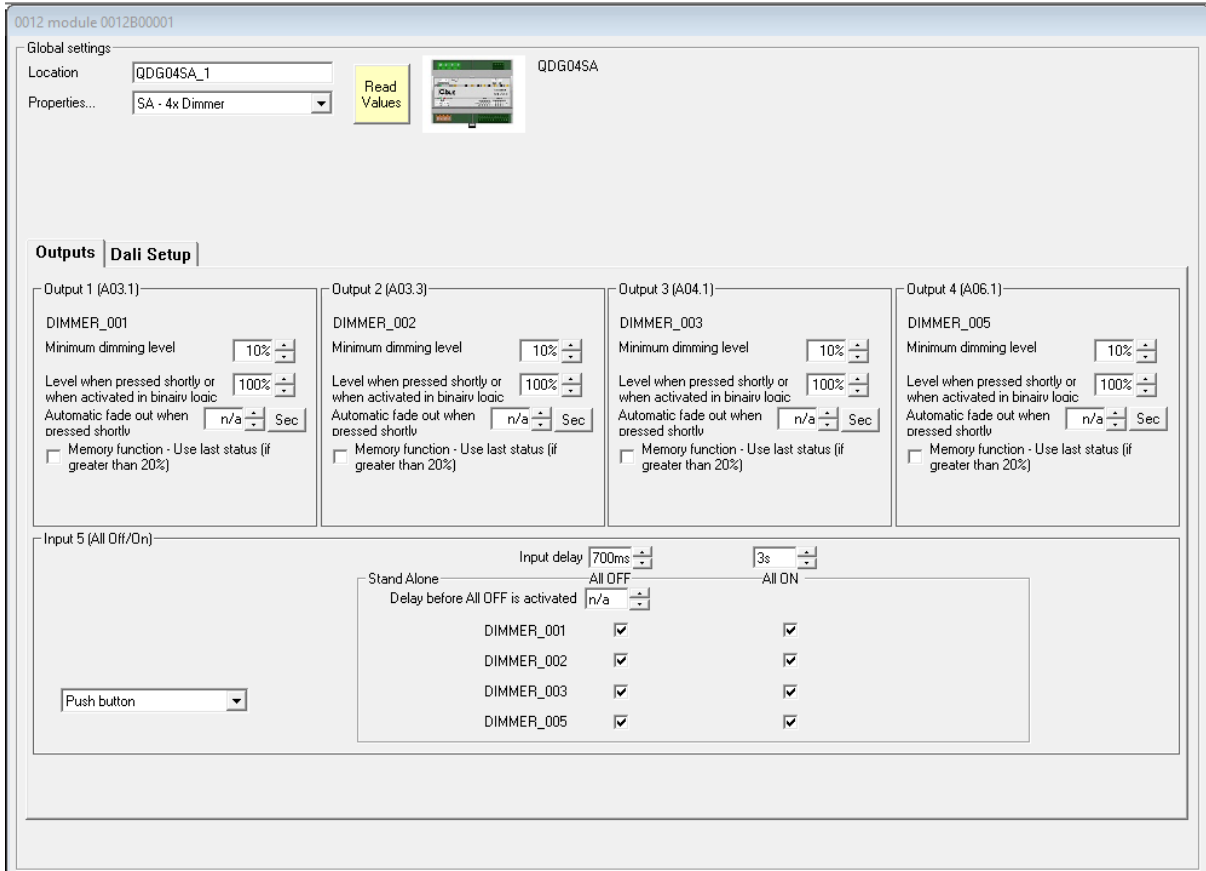 0012 module 0012B00001
Global settings
Location QDG04SA_1
Properties... SA - 4x Dimmer
Read
Values
QDG04SA
Outputs Dali Setup
Output 1 (A03.1)
DIMMER_001
Minimum dimming level 10%
Level when pressed shortly or
when activated in binairy logic 100%
Automatic fade out when
pressed shortly n/a Sec
Memory function - Use last status (if
greater than 20%)
Output 2 (A03.3)
DIMMER_002
Minimum dimming level 10%
Level when pressed shortly or
when activated in binairy logic 100%
Automatic fade out when
pressed shortly n/a Sec
Memory function - Use last status (if
greater than 20%)
Output 3 (A04.1)
DIMMER_003
Minimum dimming level 10%
Level when pressed shortly or
when activated in binairy logic 100%
Automatic fade out when
pressed shortly n/a Sec
Memory function - Use last status (if
greater than 20%)
Output 4 (A06.1)
DIMMER_005
Minimum dimming level 10%
Level when pressed shortly or
when activated in binairy logic 100%
Automatic fade out when
pressed shortly n/a Sec
Memory function - Use last status (if
greater than 20%)
Input 5 (All Off/On)
Input delay 700ms 3s
Stand Alone All OFF All ON
Delay before All OFF is activated n/a
DIMMER_001
DIMMER_002
DIMMER_003
Push button
DIMMER_005